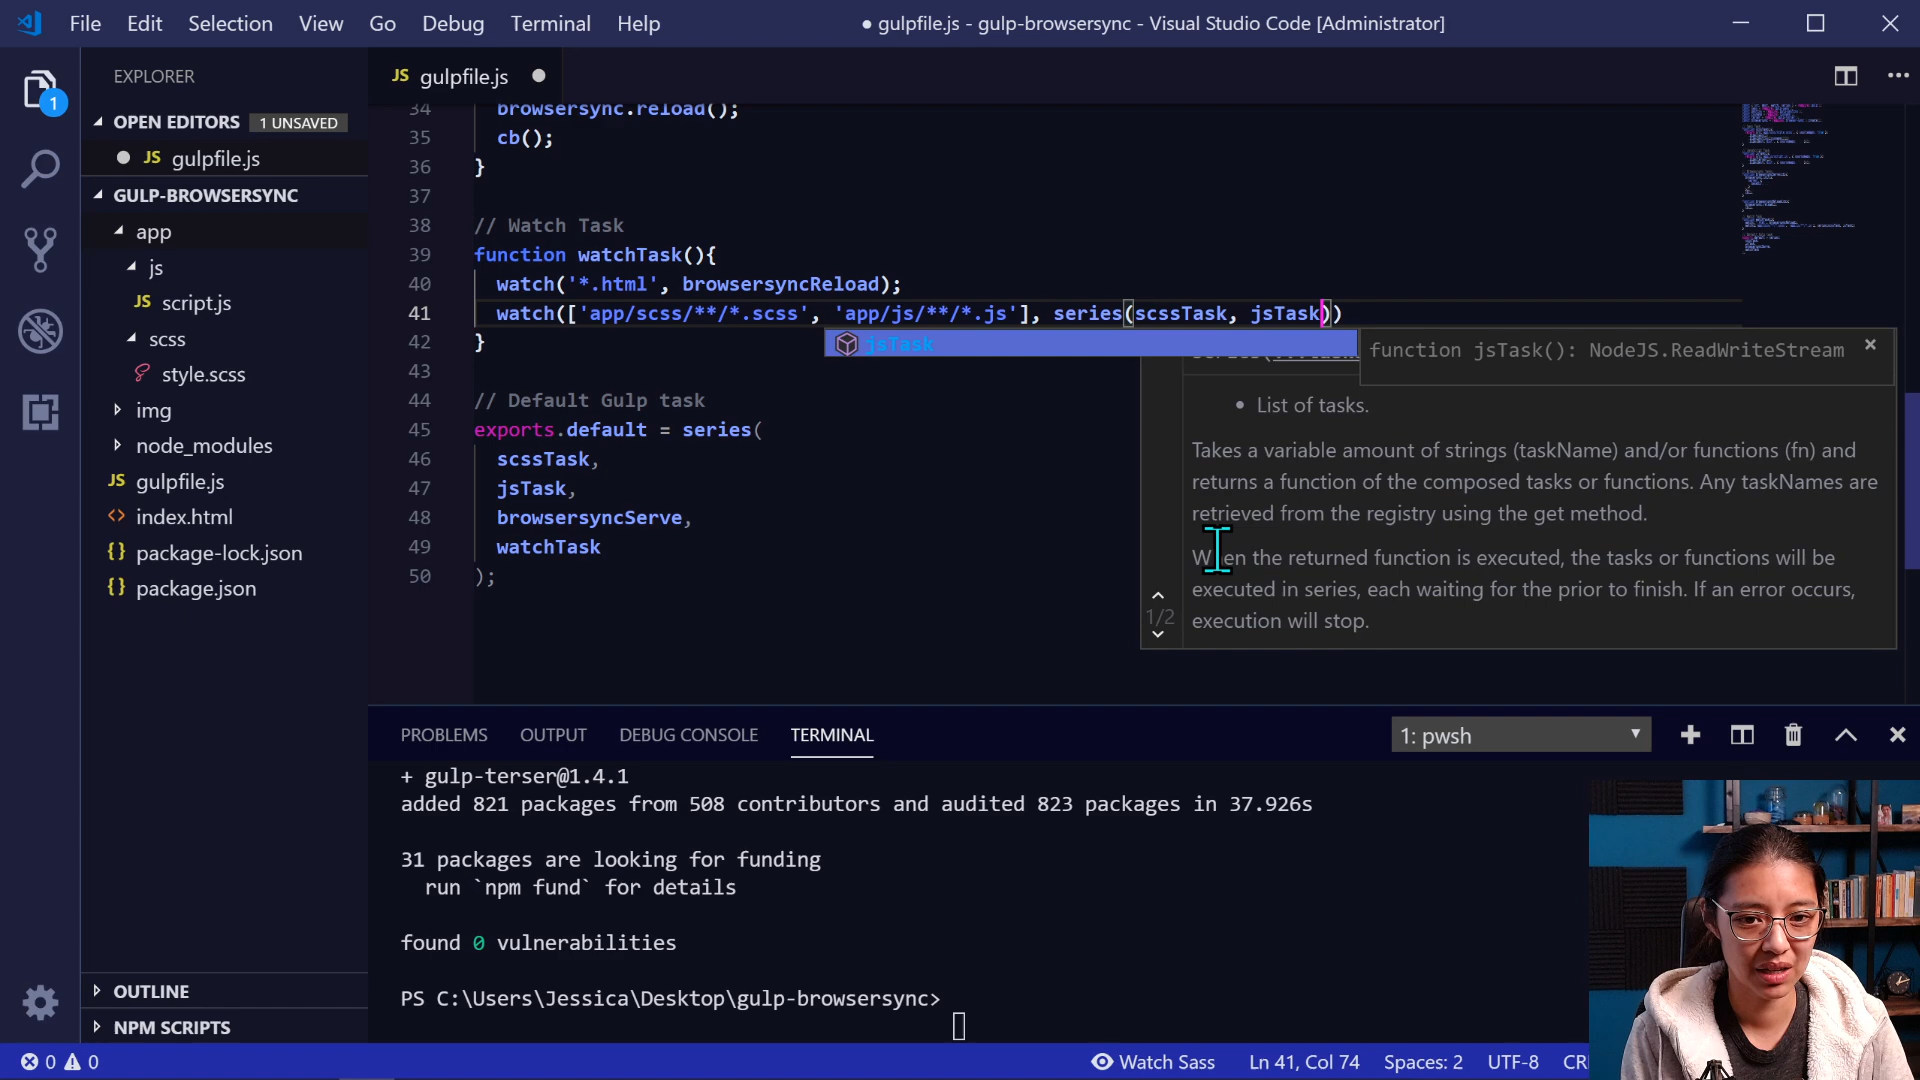 File Edit Selection View Go Debug Terminal Help
● gulpfile.js - gulp-browsersync - Visual Studio Code [Administrator]
EXPLORER
OPEN EDITORS 1 UNSAVED
JS gulpfile.js
GULP-BROWSERSYNC
app
js
JS script.js
scss
style.scss
img
node_modules
JS gulpfile.js
<> index.html
{} package-lock.json
{} package.json
OUTLINE
NPM SCRIPTS
1
JS gulpfile.js
34 browsersync.reload();
35 cb();
36 }
37
38 // Watch Task
39 function watchTask(){
40 watch('*.html', browsersyncReload);
41 watch(['app/scss/**/*.scss', 'app/js/**/*.js'], series(scssTask, jsTask))
42 }
43
44 // Default Gulp task
45 exports.default = series(
46 scssTask,
47 jsTask,
48 browsersyncServe,
49 watchTask
50 );
jsTask
function jsTask(): NodeJS.ReadWriteStream
• List of tasks.
Takes a variable amount of strings (taskName) and/or functions (fn) and
returns a function of the composed tasks or functions. Any taskNames are
retrieved from the registry using the get method.
When the returned function is executed, the tasks or functions will be
executed in series, each waiting for the prior to finish. If an error occurs,
execution will stop.
1/2
PROBLEMS OUTPUT DEBUG CONSOLE TERMINAL
1: pwsh
+ gulp-terser@1.4.1
added 821 packages from 508 contributors and audited 823 packages in 37.926s
31 packages are looking for funding
run `npm fund` for details
found 0 vulnerabilities
PS C:\Users\Jessica\Desktop\gulp-browsersync>
0 0
Watch Sass Ln 41, Col 74 Spaces: 2 UTF-8